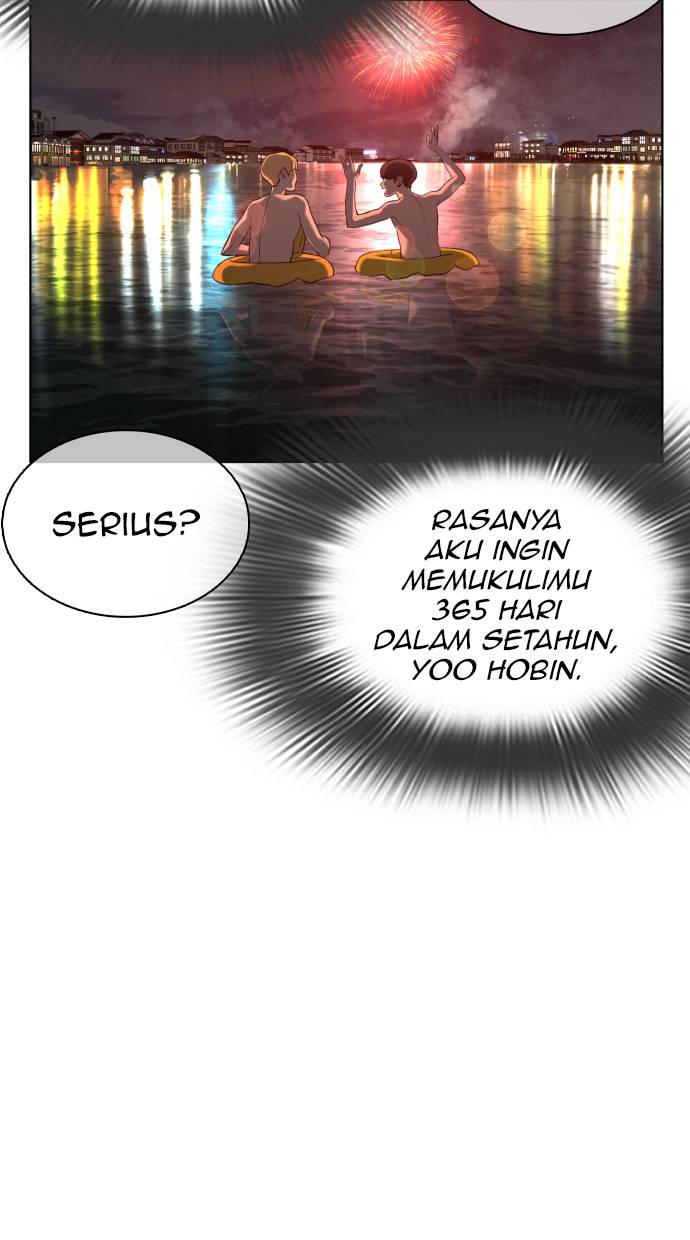 SERIUS?
RASANYA
AKU INGIN
MEMUKULIMU
365 HARI
DALAM SETAHUN,
YOO HOBIN.